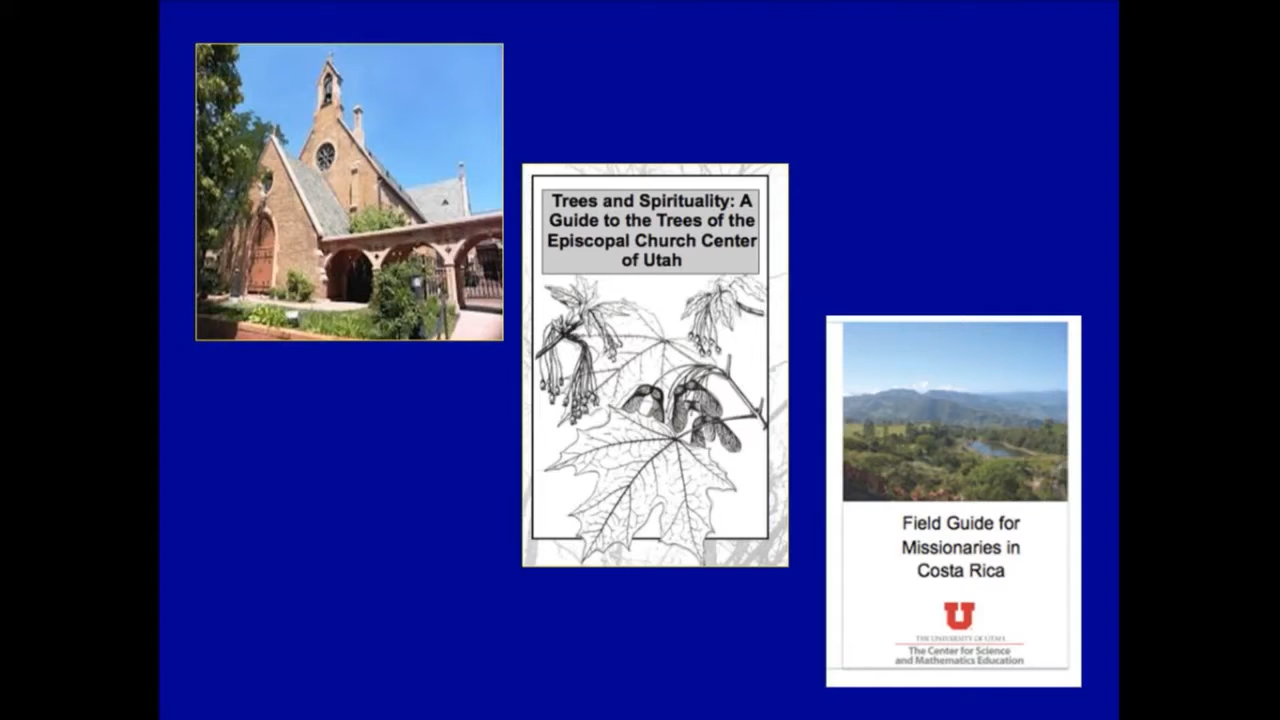 Trees and Spirituality: A
Guide to the Trees of the
Episcopal Church Center
of Utah
Field Guide for
Missionaries in
Costa Rica
U
THE UNIVERSITY OF UTAH
The Center for Science
and Mathematics Education